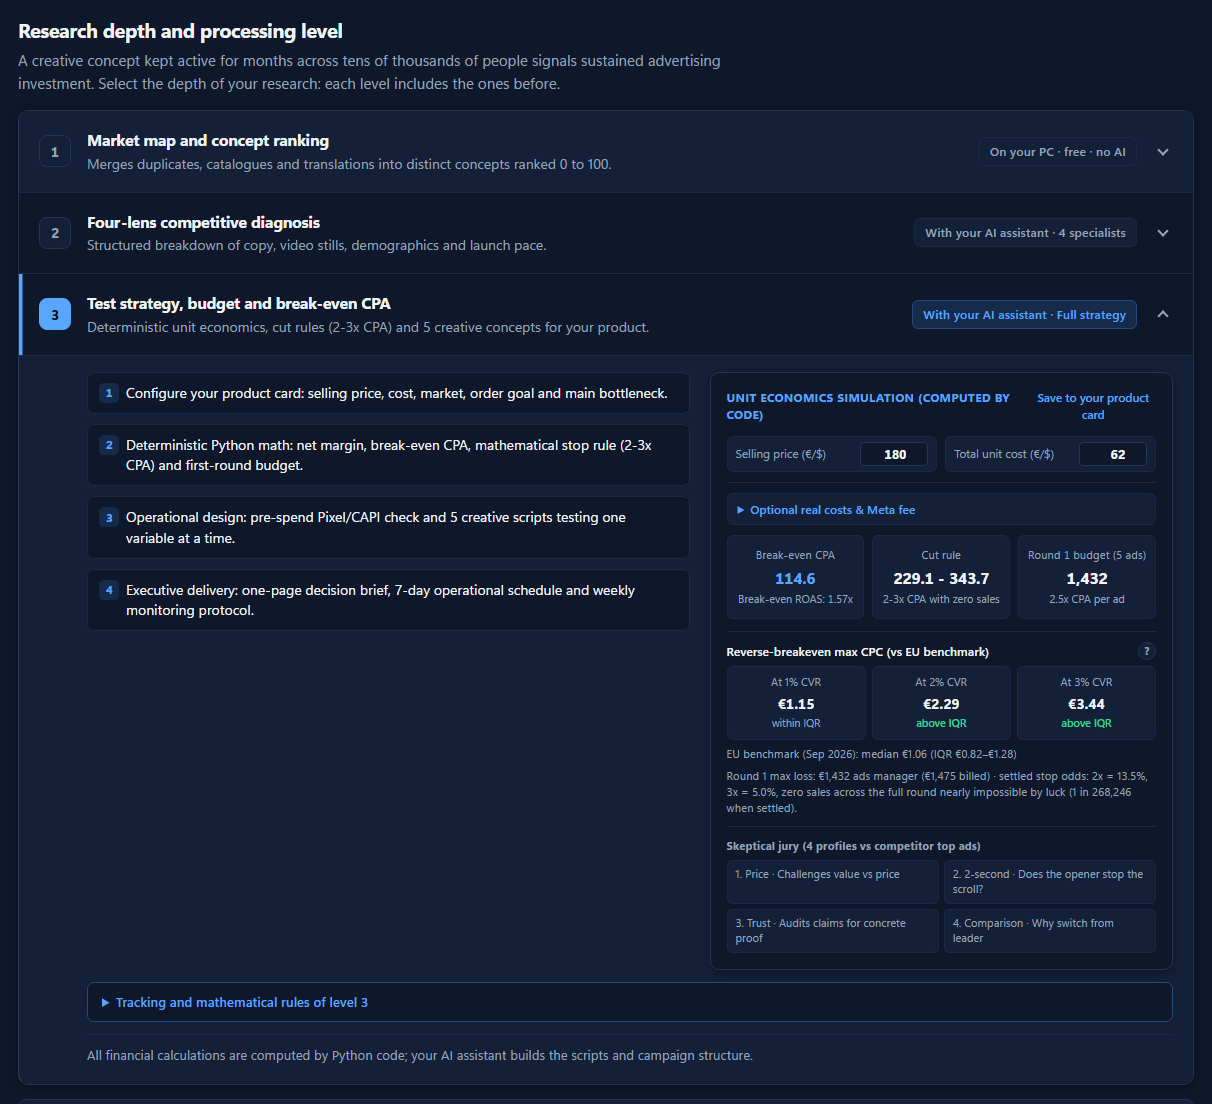 Research depth and processing level
A creative concept kept active for months across tens of thousands of people signals sustained advertising
investment. Select the depth of your research: each level includes the ones before.
1
Market map and concept ranking
Merges duplicates, catalogues and translations into distinct concepts ranked 0 to 100.
On your PC · free · no AI
2
Four-lens competitive diagnosis
Structured breakdown of copy, video stills, demographics and launch pace.
With your AI assistant · 4 specialists
3
Test strategy, budget and break-even CPA
Deterministic unit economics, cut rules (2-3x CPA) and 5 creative concepts for your product.
With your AI assistant · Full strategy
1 Configure your product card: selling price, cost, market, order goal and main bottleneck.
2 Deterministic Python math: net margin, break-even CPA, mathematical stop rule (2-3x
CPA) and first-round budget.
3 Operational design: pre-spend Pixel/CAPI check and 5 creative scripts testing one
variable at a time.
4 Executive delivery: one-page decision brief, 7-day operational schedule and weekly
monitoring protocol.
UNIT ECONOMICS SIMULATION (COMPUTED BY
CODE)
Save to your product
card
Selling price (€/$) 180
Total unit cost (€/$) 62
▶ Optional real costs & Meta fee
Break-even CPA
114.6
Break-even ROAS: 1.57x
Cut rule
229.1 - 343.7
2-3x CPA with zero sales
Round 1 budget (5 ads)
1,432
2.5x CPA per ad
Reverse-breakeven max CPC (vs EU benchmark)
?
At 1% CVR
€1.15
within IQR
At 2% CVR
€2.29
above IQR
At 3% CVR
€3.44
above IQR
EU benchmark (Sep 2026): median €1.06 (IQR €0.82–€1.28)
Round 1 max loss: €1,432 ads manager (€1,475 billed) · settled stop odds: 2x = 13.5%,
3x = 5.0%, zero sales across the full round nearly impossible by luck (1 in 268,246
when settled).
Skeptical jury (4 profiles vs competitor top ads)
1. Price · Challenges value vs price
2. 2-second · Does the opener stop the
scroll?
3. Trust · Audits claims for concrete
proof
4. Comparison · Why switch from
leader
▶ Tracking and mathematical rules of level 3
All financial calculations are computed by Python code; your AI assistant builds the scripts and campaign structure.